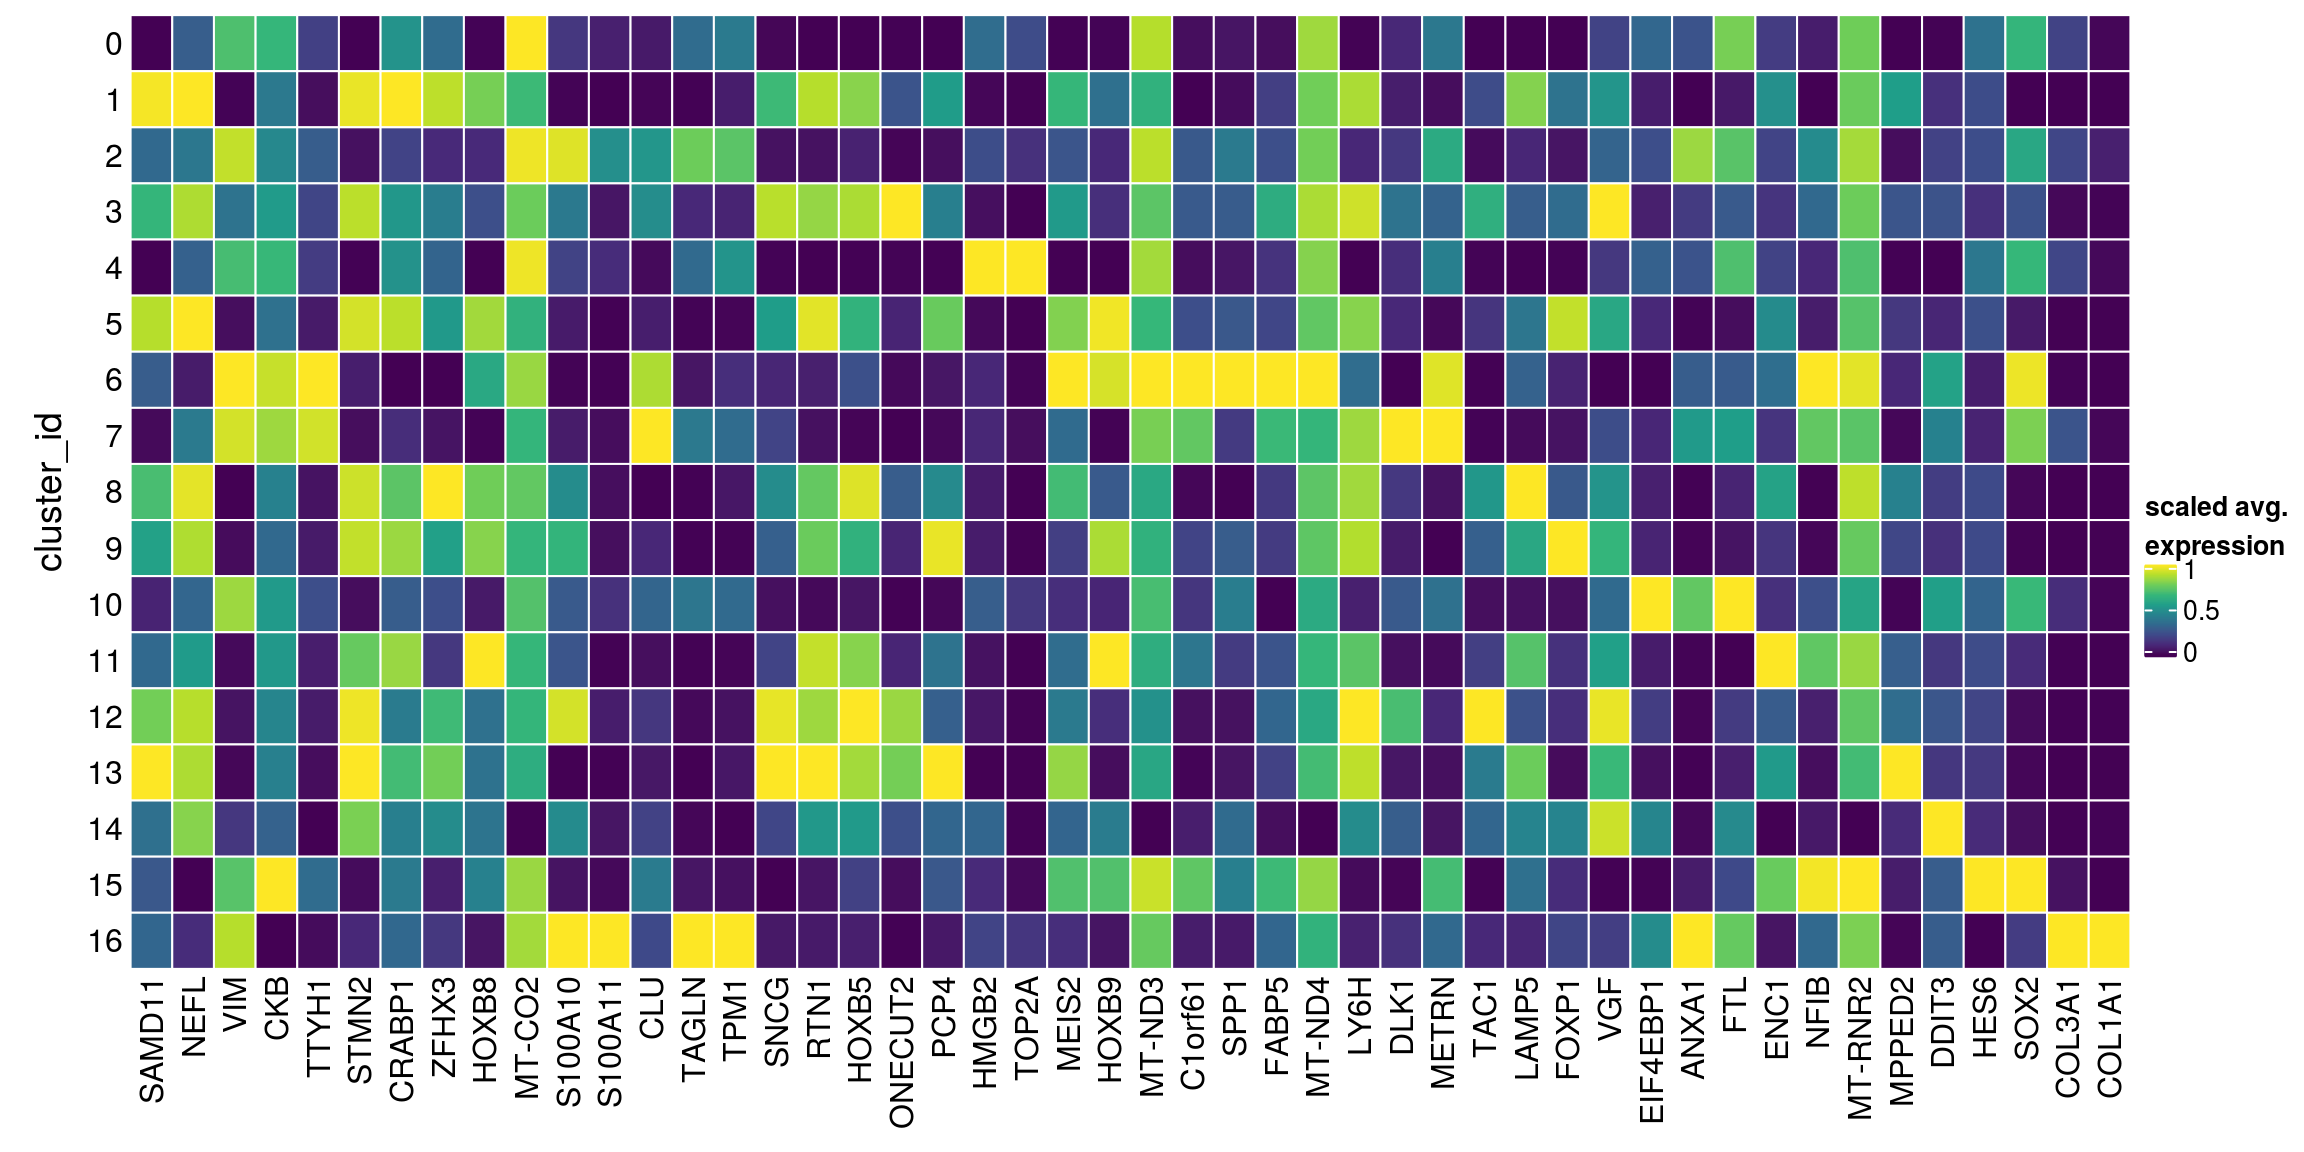 cluster_id
0
1
2
3
4
5
6
7
8
9
10
11
12
13
14
15
16
SAMD11
NEFL
VIM
CKB
TTYH1
STMN2
CRABP1
ZFHX3
HOXB8
MT-CO2
S100A10
S100A11
CLU
TAGLN
TPM1
SNCG
RTN1
HOXB5
ONECUT2
PCP4
HMGB2
TOP2A
MEIS2
HOXB9
MT-ND3
C1orf61
SPP1
FABP5
MT-ND4
LY6H
DLK1
METRN
TAC1
LAMP5
FOXP1
VGF
EIF4EBP1
ANXA1
FTL
ENC1
NFIB
MT-RNR2
MPPED2
DDIT3
HES6
SOX2
COL3A1
COL1A1
scaled avg.
expression
1
0.5
0